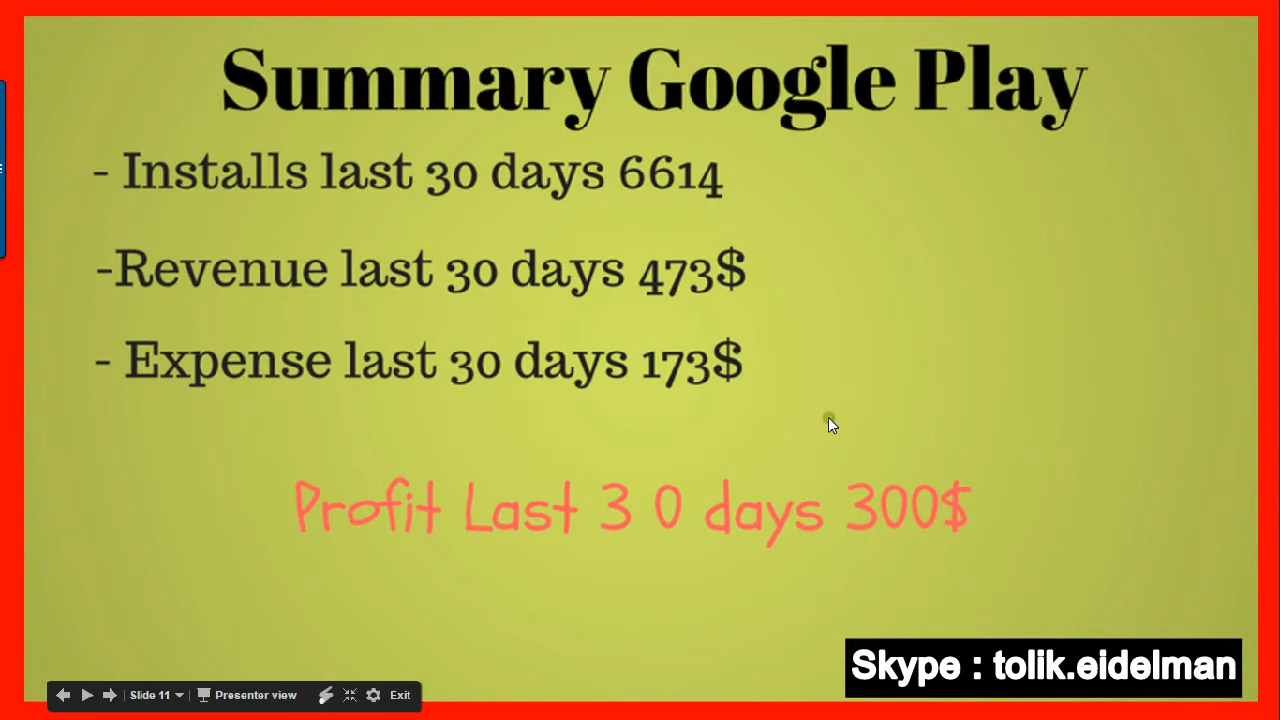 Summary Google Play
- Installs last 30 days 6614
-Revenue last 30 days 473$
- Expense last 30 days 173$
Profit Last 3 0 days 300$
Skype : tolik.eidelman
Slide 11 Presenter view Exit